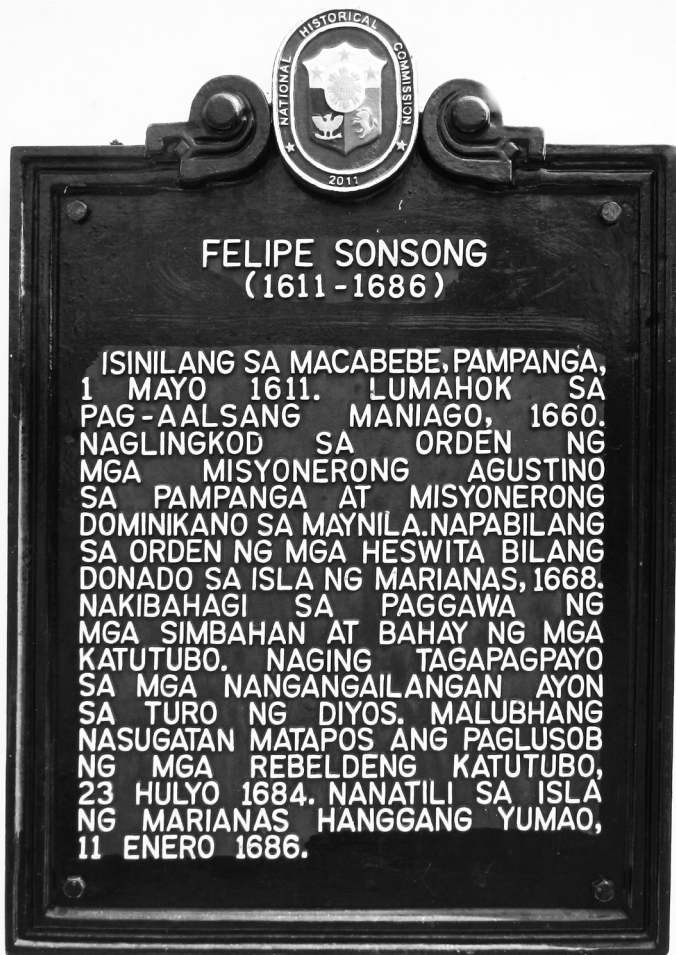 NATIONAL HISTORICAL COMMISSION
2011
FELIPE SONSONG
(1611-1686)
ISINILANG SA MACABEBE, PAMPANGA,
1 MAYO 1611. LUMAHOK SA
PAG-AALSANG MANIAGO, 1660.
NAGLINGKOD SA ORDEN NG
MGA MISYONERONG AGUSTINO
SA PAMPANGA AT MISYONERONG
DOMINIKANO SA MAYNILA.NAPABILANG
SA ORDEN NG MGA HESWITA BILANG
DONADO SA ISLA NG MARIANAS, 1668.
NAKIBAHAGI SA PAGGAWA NG
MGA SIMBAHAN AT BAHAY NG MGA
KATUTUBO. NAGING TAGAPAGPAYO
SA MGA NANGANGAILANGAN AYON
SA TURO NG DIYOS. MALUBHANG
NASUGATAN MATAPOS ANG PAGLUSOB
NG MGA REBELDENG KATUTUBO,
23 HULYO 1684. NANATILI SA ISLA
NG MARIANAS HANGGANG YUMAO,
11 ENERO 1686.